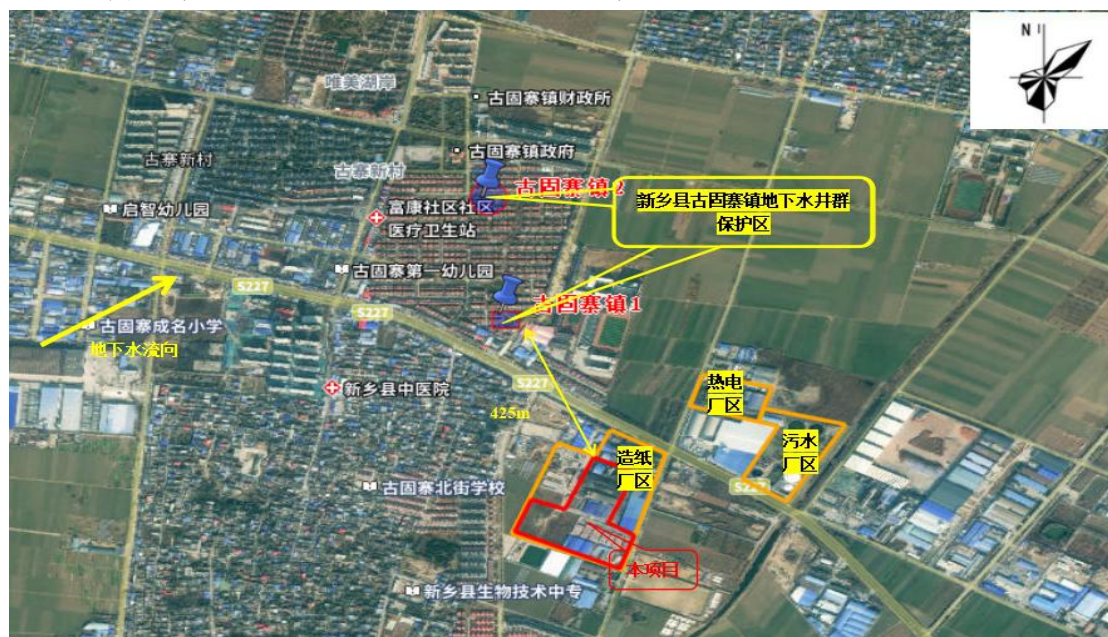 N
唯美湖岸
古固寨镇财政所
古固寨镇政府
古寨新村
古寨新村
古固寨镇2
新乡县古固寨镇地下水井群
保护区
启智幼儿园
富康社区社区
医疗卫生站
古固寨第一幼儿园
S227
古固寨镇1
S227
古固寨成名小学
地下水流向
新乡县中医院
S227
热电
厂区
425m
污水
厂区
造纸
厂区
S227
古固寨北街学校
本项目
新乡县生物技术中专